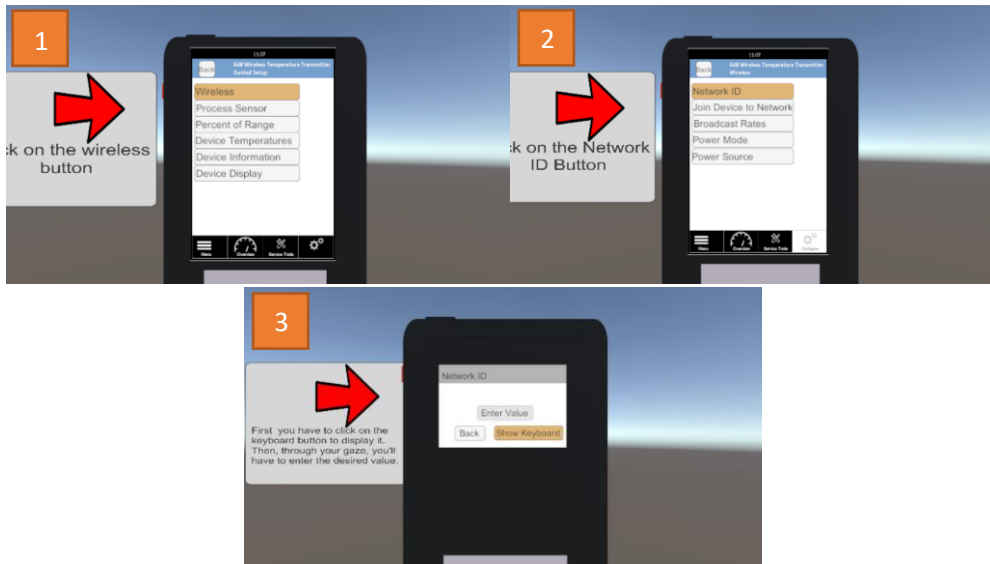 1
11:07
Back
648 Wireless Temperature Transmitter
Guided Setup
Wireless
Process Sensor
Percent of Range
Device Temperatures
Device Information
Device Display
Menu
Overview
Service Tools
ck on the wireless
button
2
11:07
Back
648 Wireless Temperature Transmitter
Wireless
Network ID
Join Device to Network
Broadcast Rates
Power Mode
Power Source
Menu
Overview
Service Tools
Configure
ck on the Network
ID Button
3
Network ID
Enter Value
Back
Show Keyboard
First you have to click on the
keyboard button to display it.
Then, through your gaze, you'll
have to enter the desired value.